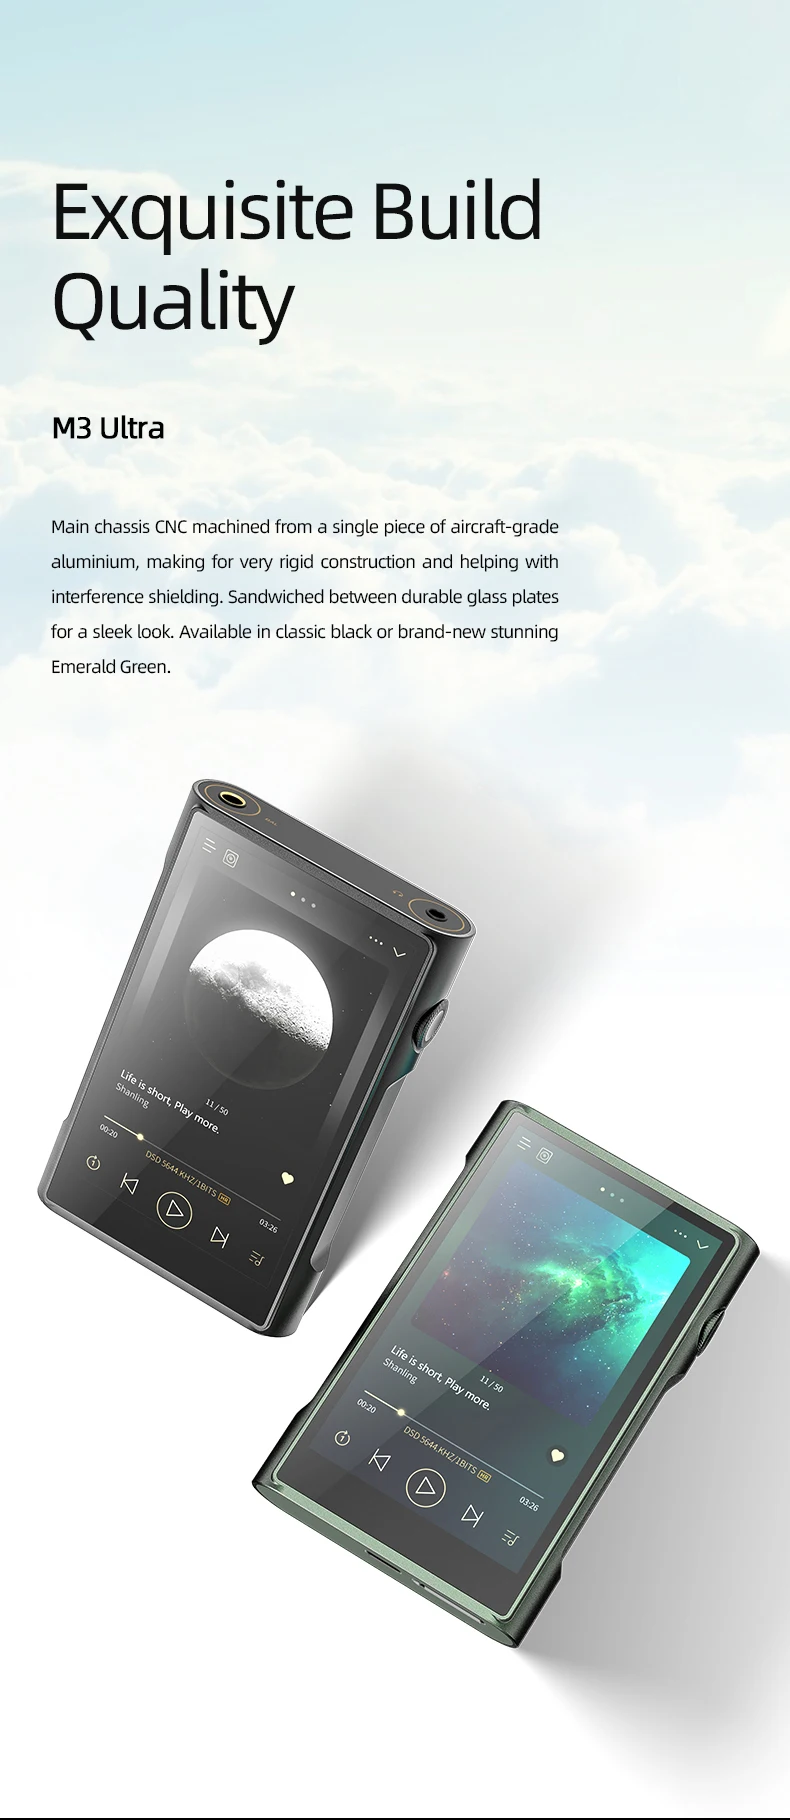 Exquisite Build
Quality
M3 Ultra
Main chassis CNC machined from a single piece of aircraft-grade
aluminium, making for very rigid construction and helping with
interference shielding. Sandwiched between durable glass plates
for a sleek look. Available in classic black or brand-new stunning
Emerald Green.
Life is short, Play more.
Shanling
11 / 50
00:20
DSD 5644.KHZ/1BITS HR
03:26
1
Life is short, Play more.
Shanling
11 / 50
00:20
DSD 5644.KHZ/1BITS HR
03:26
1